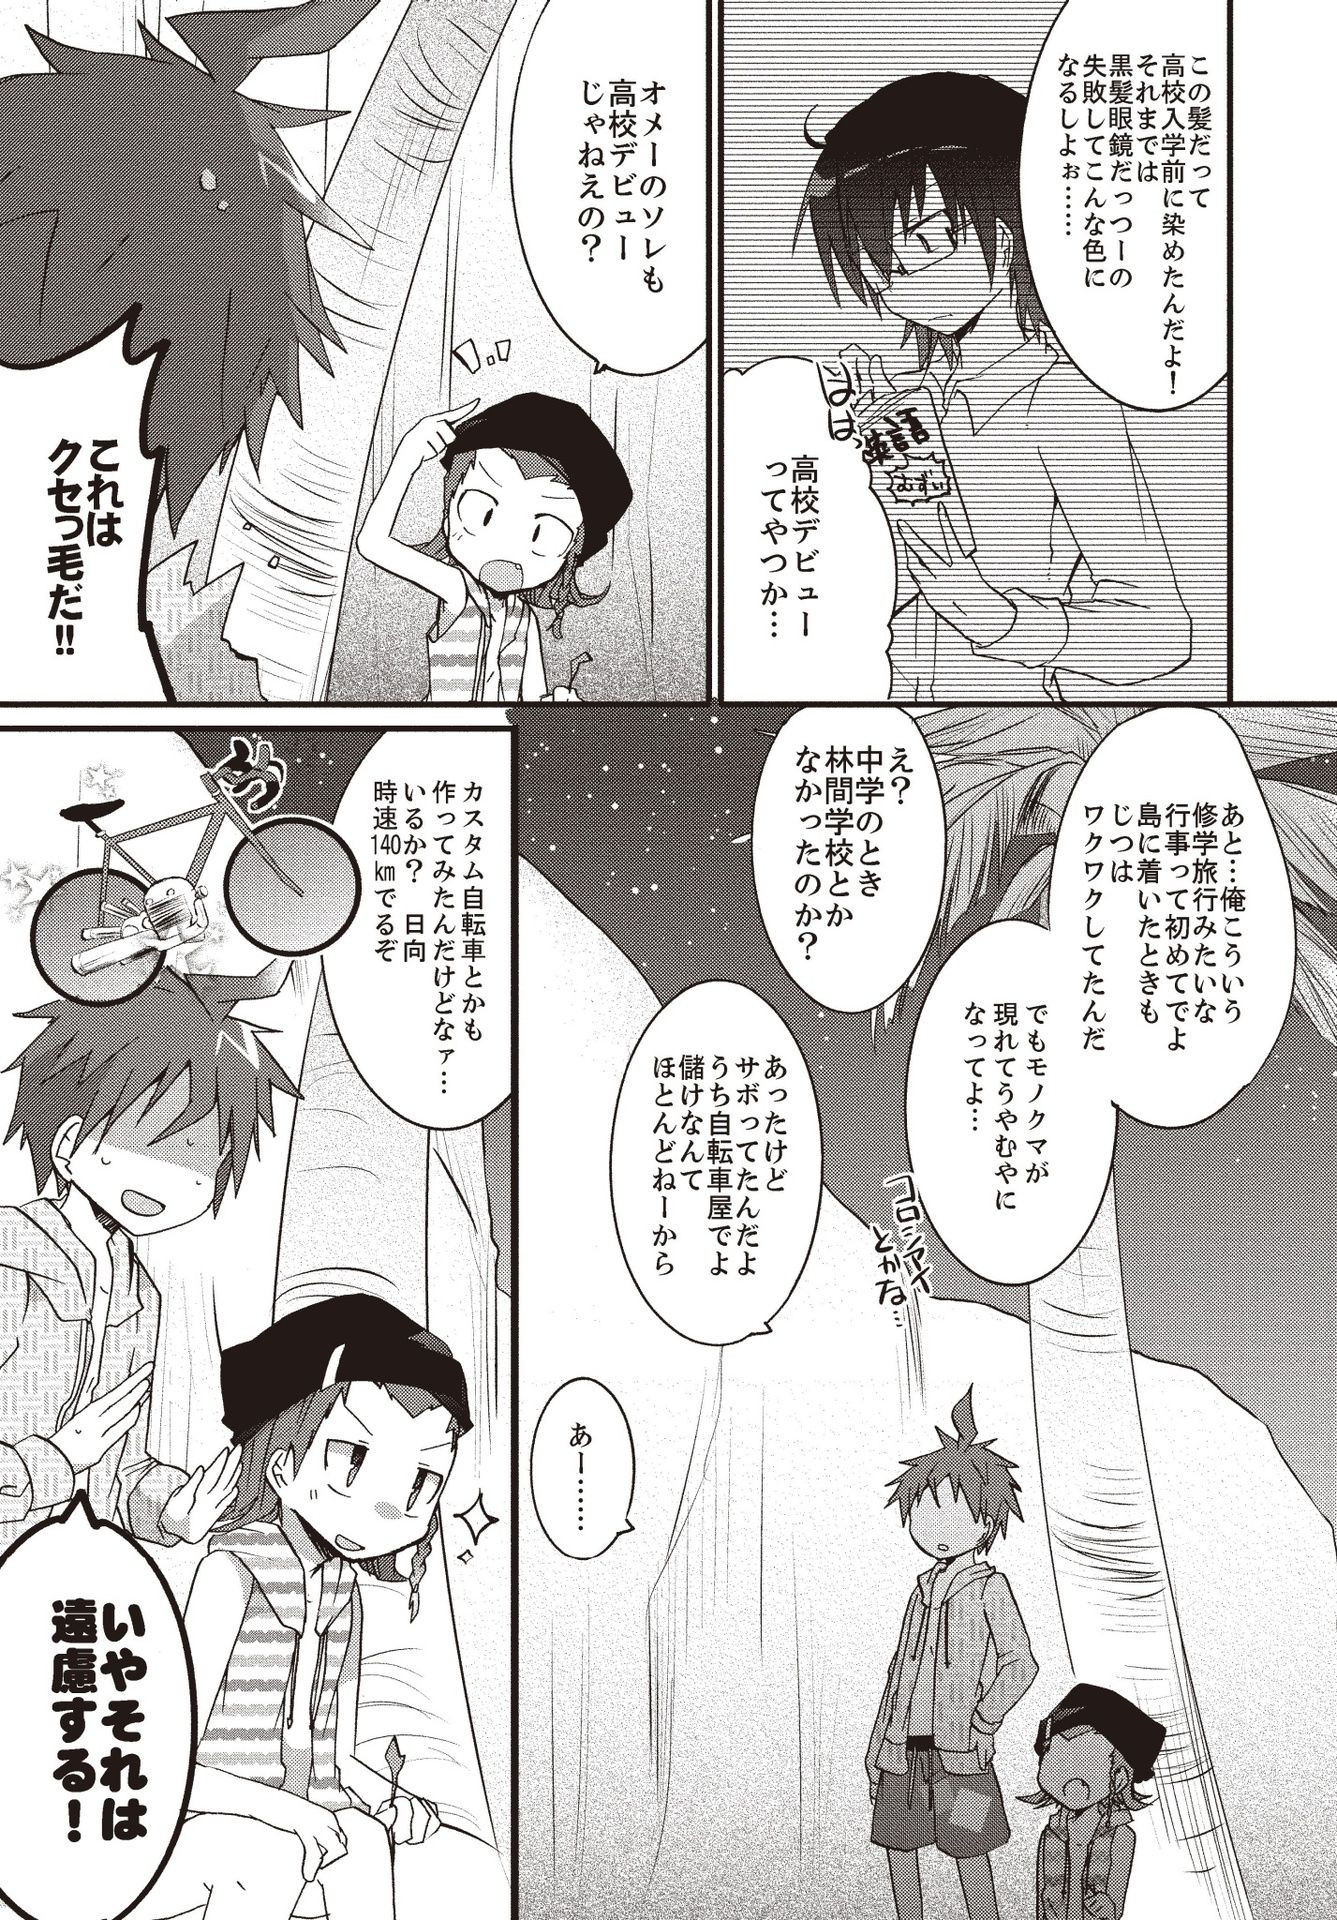 この髪だって
高校入学前に染めたんだよ！
それまでは
黒髪眼鏡だっつーの
失敗してこんな色に
なるしよぉ……
英語
むずい
高校デビュー
ってやつか…
オメーのソレも
高校デビュー
じゃねえの？
これは
クセっ毛だ!!
あと…俺こういう
修学旅行みたいな
行事って初めてでよ
島に着いたときも
じつは
ワクワクしてたんだ
でもモノクマが
現れてうやむやに
なってよ…
コロシアイ
とかな…
え？
中学のとき
林間学校とか
なかったのか？
あったけど
サボってたんだよ
うち自転車屋でよ
儲けなんて
ほとんどねーから
あー……
カスタム自転車とかも
作ってみたんだけどなァ…
いるか？　日向
時速140㎞でるぞ
いやそれは
遠慮する！